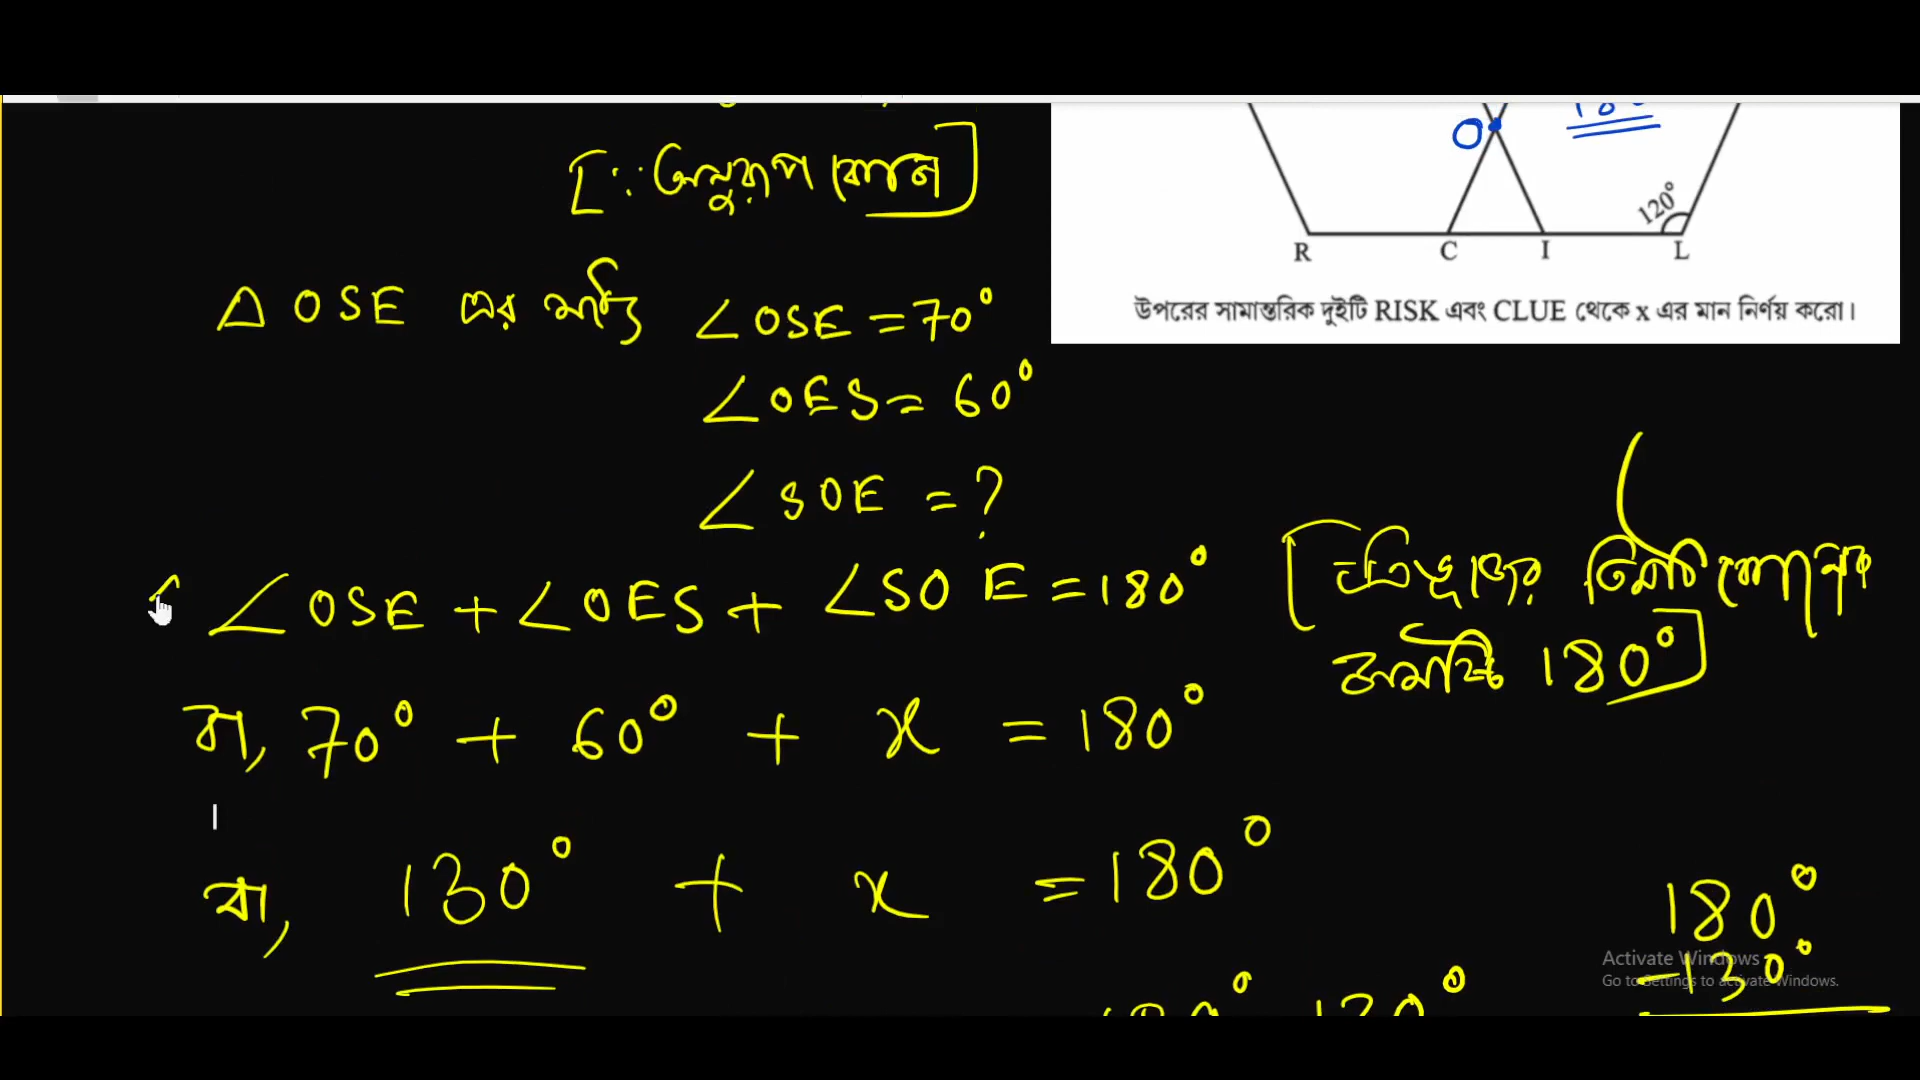 [∵ অনুরূপ কোণ]
△ OSE এর মধ্যে ∠OSE = 70°
∠OES = 60°
∠SOE = ?
∠OSE + ∠OES + ∠SOE = 180° [ত্রিভুজের তিনটি কোণের
সমষ্টি 180°]
বা, 70° + 60° + x = 180°
বা, 130° + x = 180°
180°
-130°
180
O
120°
R C I L
উপরের সামান্তরিক দুইটি RISK এবং CLUE থেকে x এর মান নির্ণয় করো।
Activate Windows
Go to Settings to activate Windows.